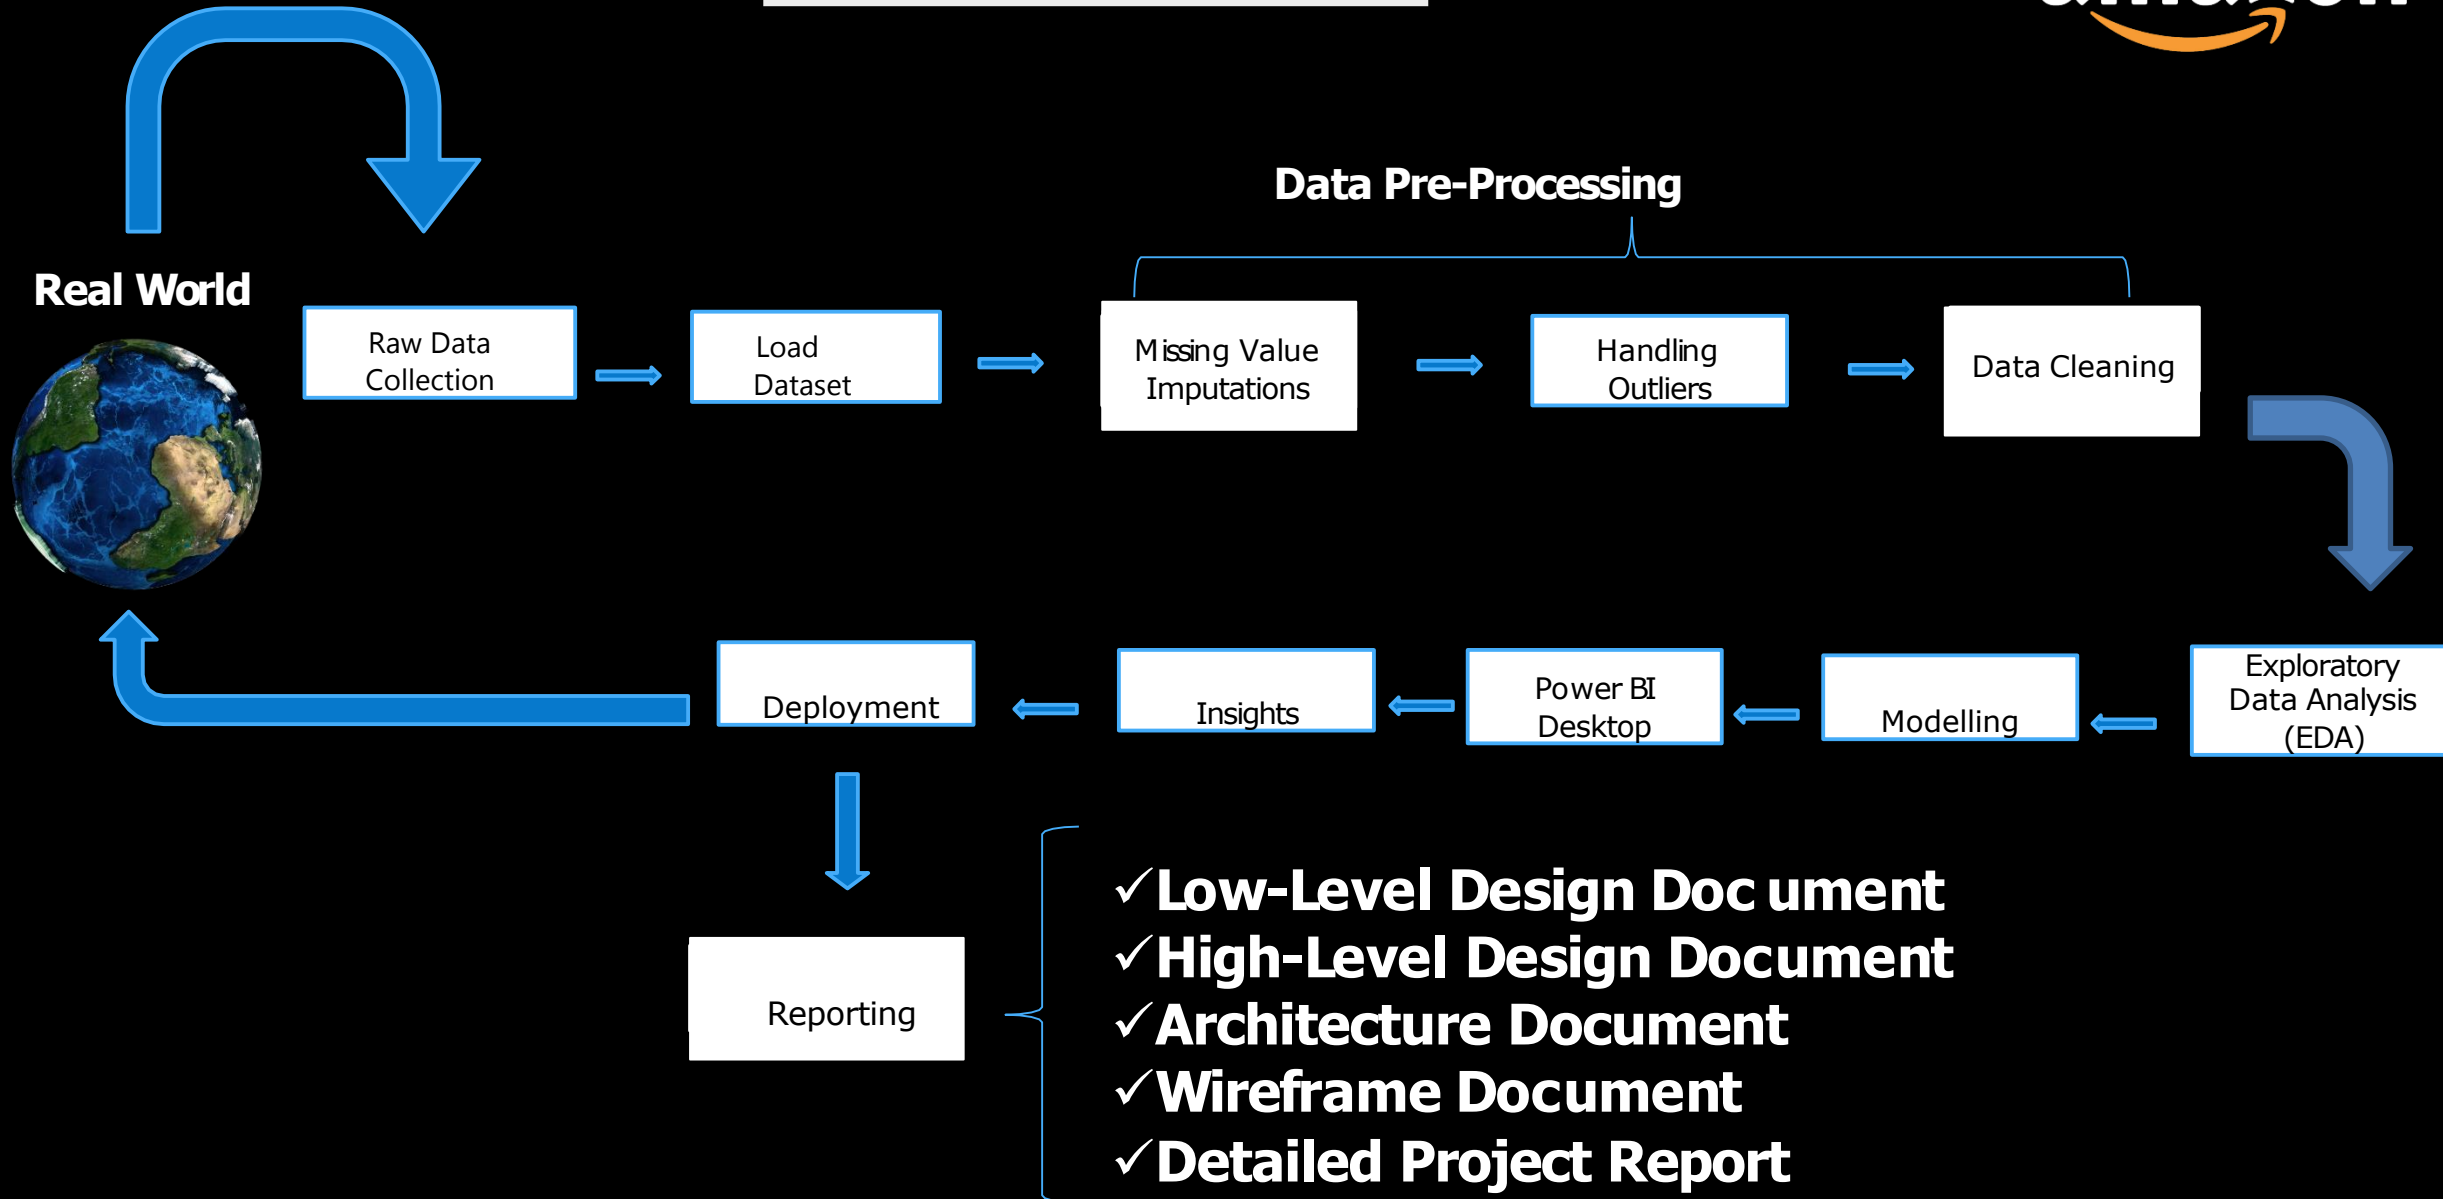 Data Pre-Processing
Real World
Raw Data
Collection
Load
Dataset
Missing Value
Imputations
Handling
Outliers
Data Cleaning
Exploratory
Data Analysis
(EDA)
Modelling
Power BI
Desktop
Insights
Deployment
Reporting
✓Low-Level Design Doc ument
✓High-Level Design Document
✓Architecture Document
✓Wireframe Document
✓Detailed Project Report